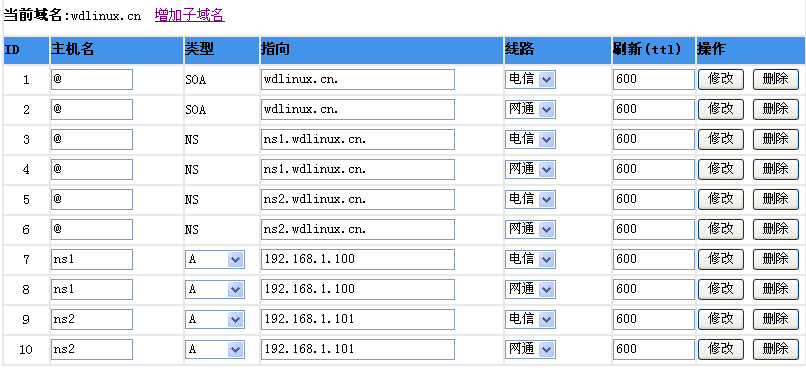 当前域名:wdlinux.cn 增加子域名
ID 主机名 类型 指向 线路 刷新(ttl) 操作
1 @ SOA wdlinux.cn. 电信 600 修改 删除
2 @ SOA wdlinux.cn. 网通 600 修改 删除
3 @ NS ns1.wdlinux.cn. 电信 600 修改 删除
4 @ NS ns1.wdlinux.cn. 网通 600 修改 删除
5 @ NS ns2.wdlinux.cn. 电信 600 修改 删除
6 @ NS ns2.wdlinux.cn. 网通 600 修改 删除
7 ns1 A 192.168.1.100 电信 600 修改 删除
8 ns1 A 192.168.1.100 网通 600 修改 删除
9 ns2 A 192.168.1.101 电信 600 修改 删除
10 ns2 A 192.168.1.101 网通 600 修改 删除